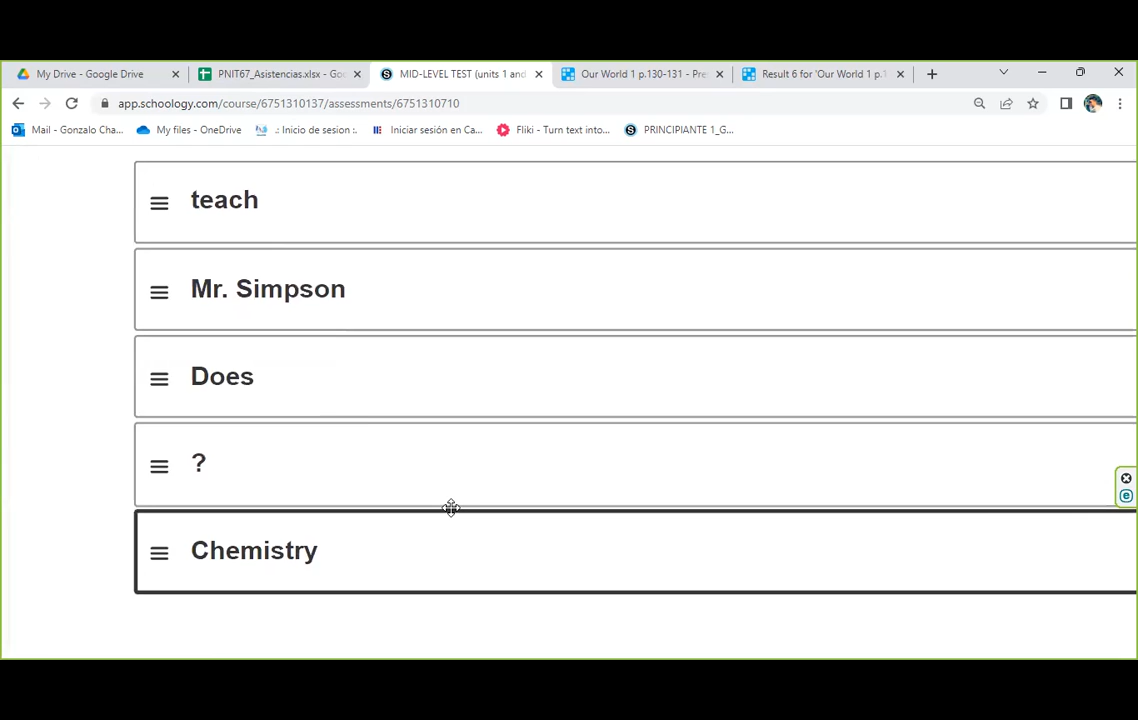 My Drive - Google Drive
PNIT67_Asistencias.xlsx - Goo
MID-LEVEL TEST (units 1 and
Our World 1 p.130-131 - Pre
Result 6 for 'Our World 1 p.1
app.schoology.com/course/6751310137/assessments/6751310710
Mail - Gonzalo Cha...
My files - OneDrive
.: Inicio de sesion :.
Iniciar sesión en Ca...
Fliki - Turn text into...
PRINCIPIANTE 1_G...
teach
Mr. Simpson
Does
?
Chemistry